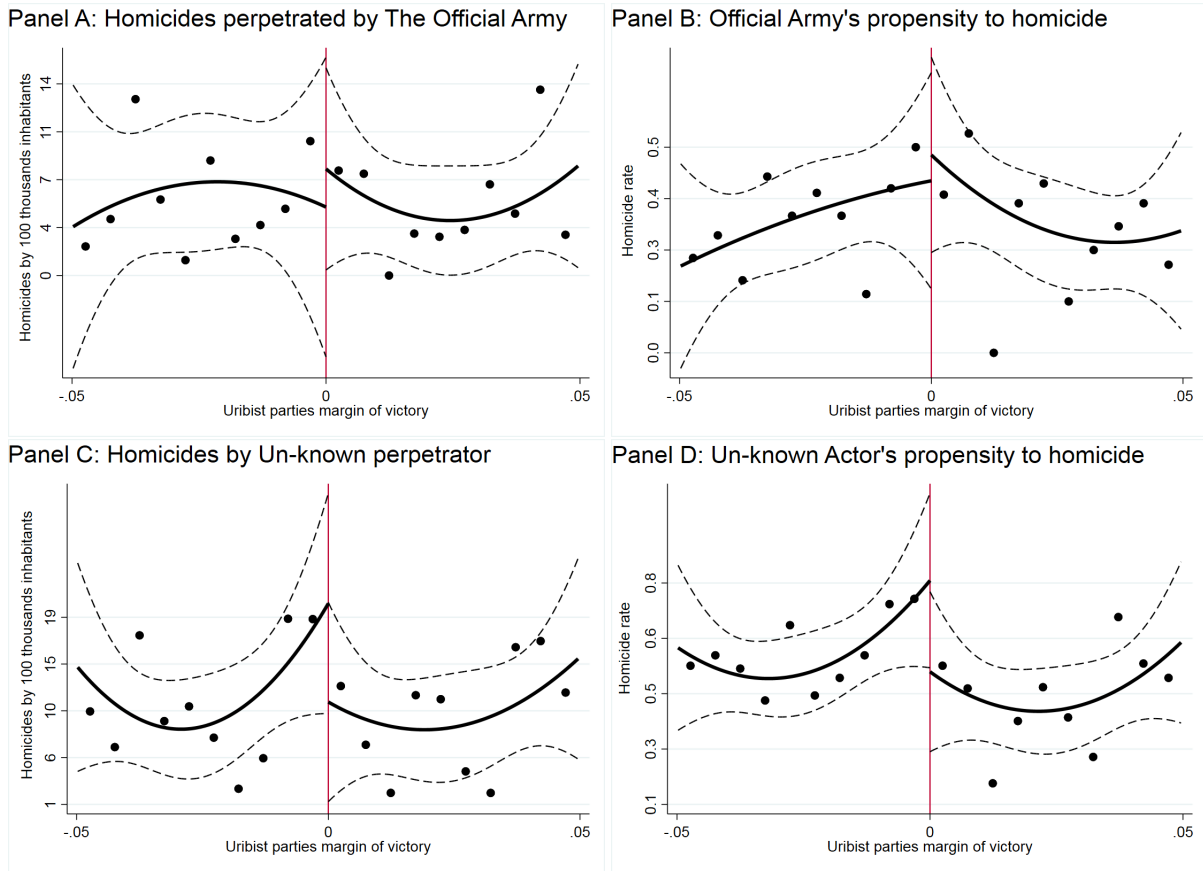 Panel A: Homicides perpetrated by The Official Army
Homicides by 100 thousands inhabitants
14
11
7
4
0
-.05
0
.05
Uribist parties margin of victory
Panel B: Official Army's propensity to homicide
Homicide rate
0.5
0.4
0.3
0.1
0.0
-.05
0
.05
Uribist parties margin of victory
Panel C: Homicides by Un-known perpetrator
Homicides by 100 thousands inhabitants
19
15
10
6
1
-.05
0
.05
Uribist parties margin of victory
Panel D: Un-known Actor's propensity to homicide
Homicide rate
0.8
0.6
0.5
0.3
0.1
-.05
0
.05
Uribist parties margin of victory